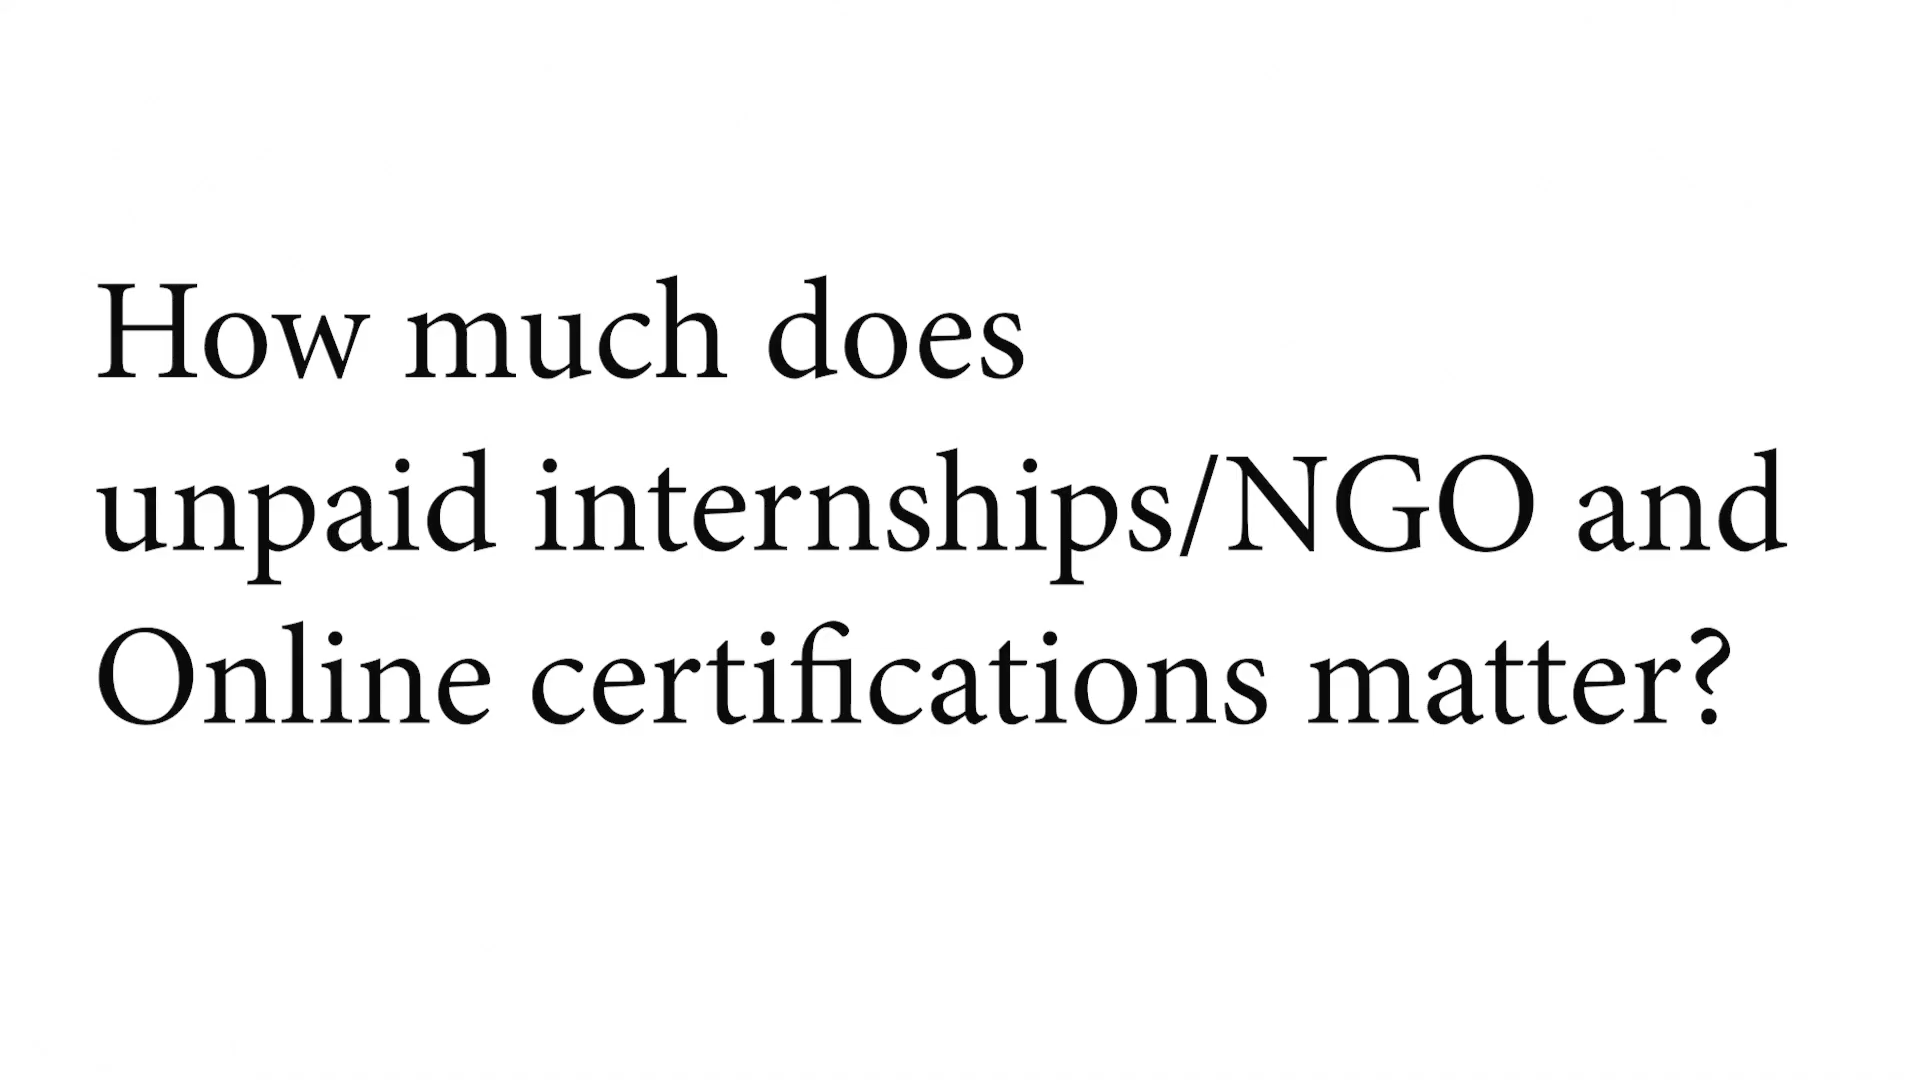 How much does
unpaid internships/NGO and
Online certifications matter?